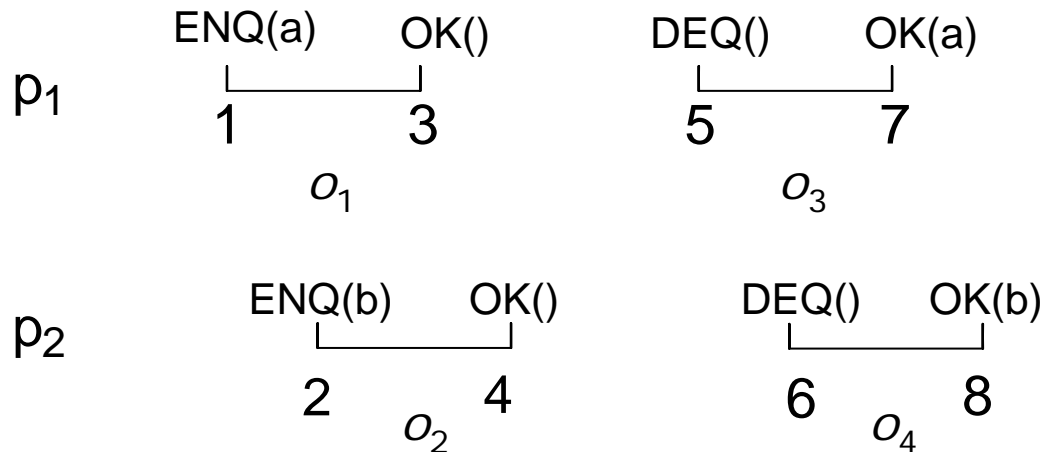 ENQ(a) OK() DEQ() OK(a)
p1
1 3 5 7
o1 o3
ENQ(b) OK() DEQ() OK(b)
p2
2 4 6 8
o2 o4